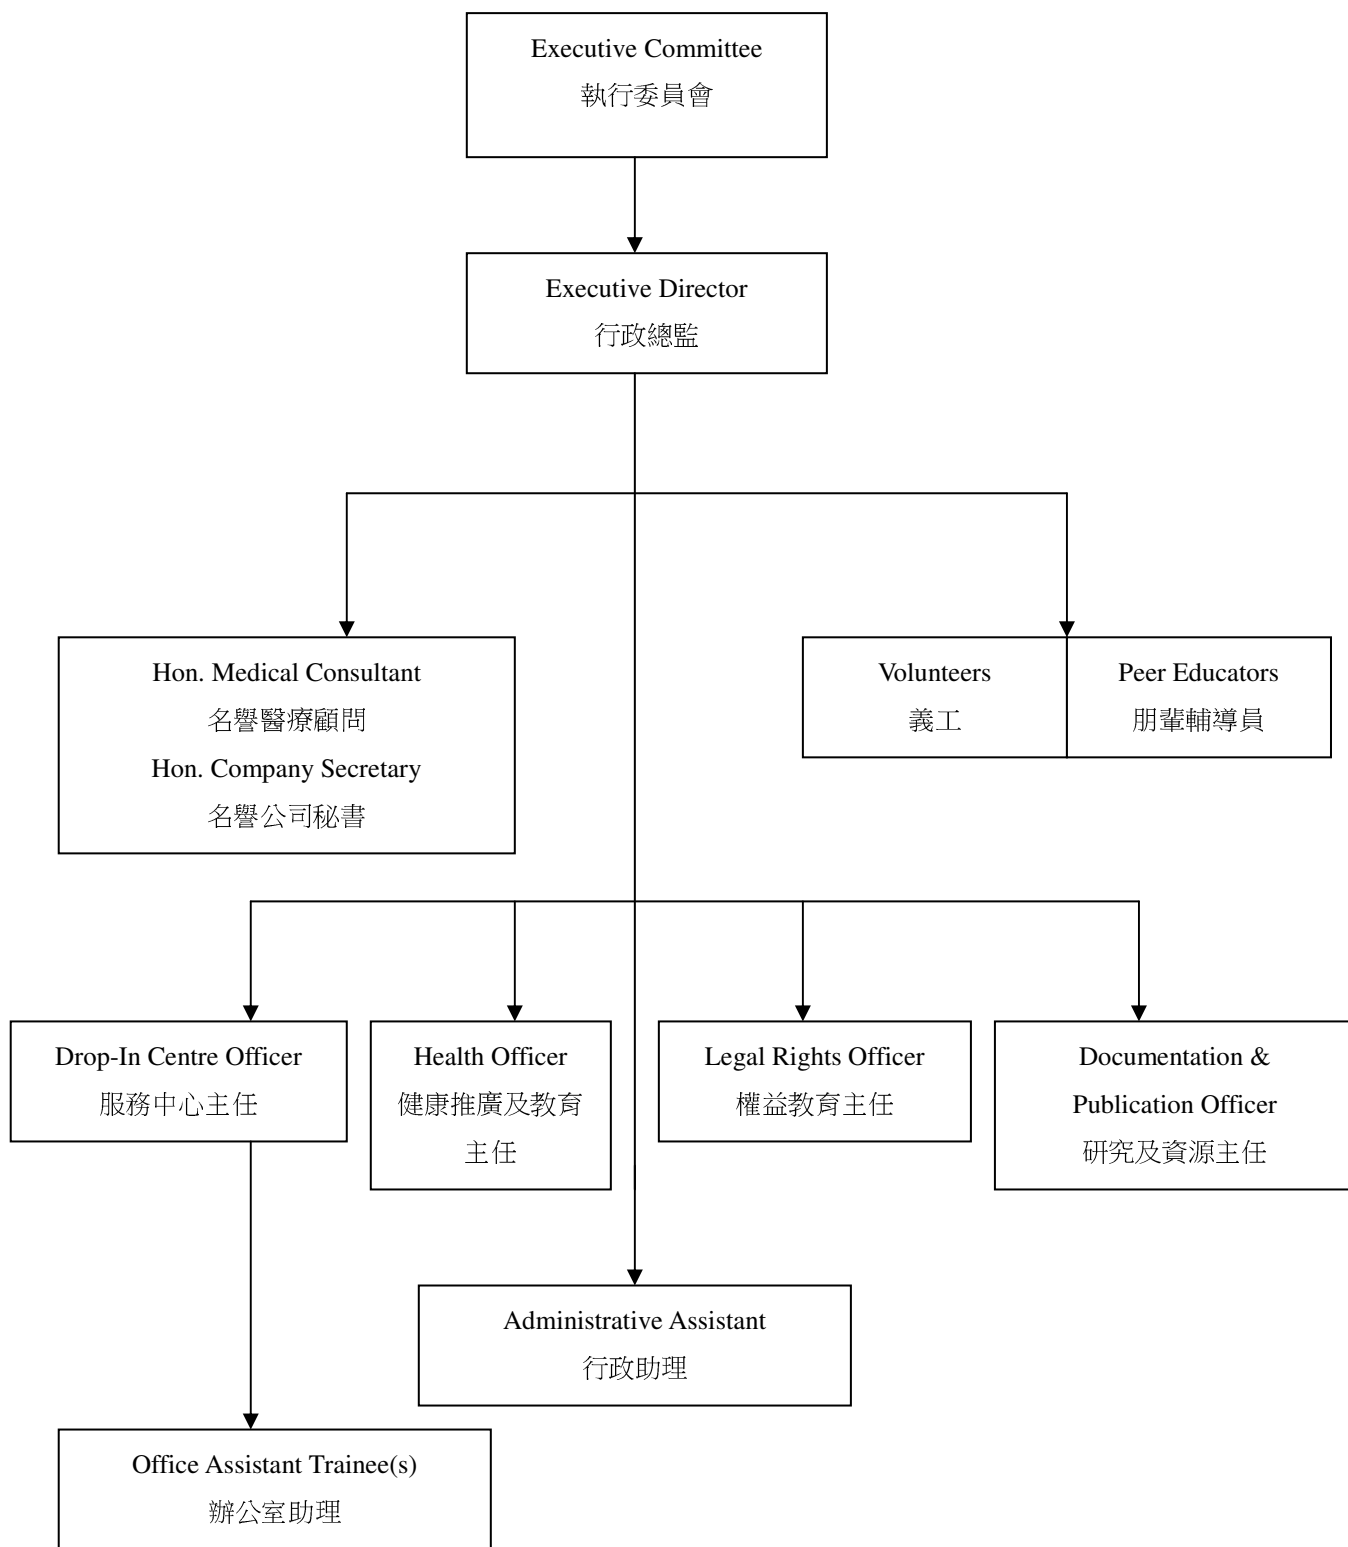 Executive Committee
執行委員會
Executive Director
行政總監
Hon. Medical Consultant
名譽醫療顧問
Hon. Company Secretary
名譽公司秘書
Volunteers
義工
Peer Educators
朋輩輔導員
Drop-In Centre Officer
服務中心主任
Health Officer
健康推廣及教育
主任
Legal Rights Officer
權益教育主任
Documentation &
Publication Officer
研究及資源主任
Administrative Assistant
行政助理
Office Assistant Trainee(s)
辦公室助理